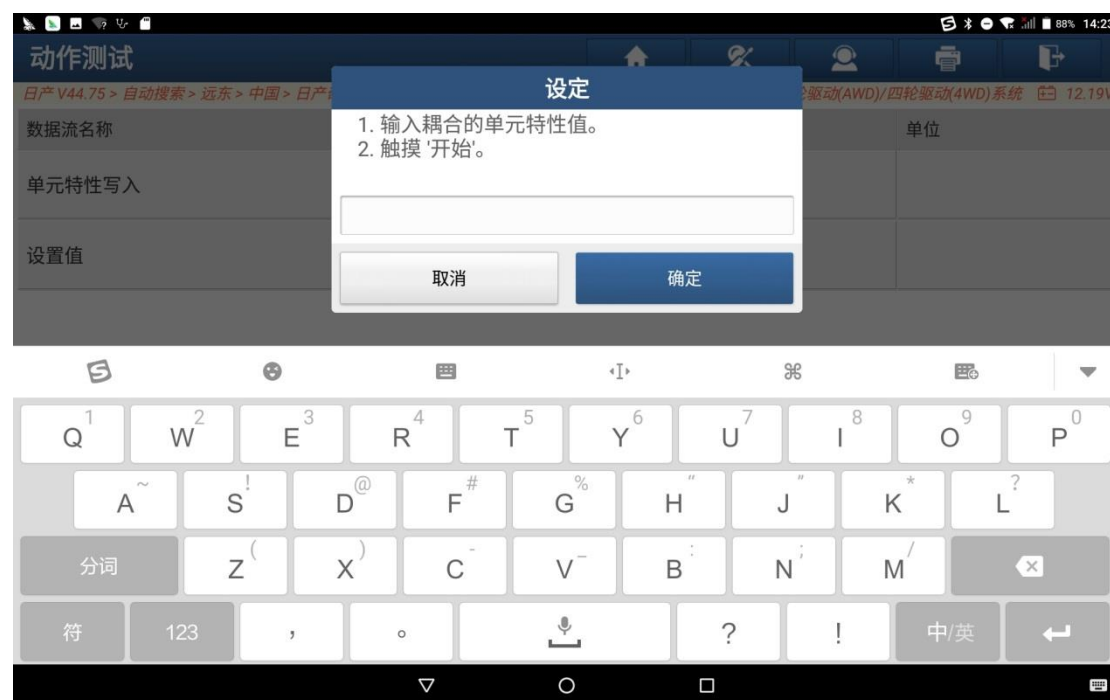 88% 14:23
动作测试
日产 V44.75 > 自动搜索 > 远东 > 中国 > 日产
驱动(AWD)/四轮驱动(4WD)系统 12.19V
设定
数据流名称
单位
1. 输入耦合的单元特性值。
2. 触摸 '开始'。
单元特性写入
设置值
取消 确定
Q 1 W 2 E 3 R 4 T 5 Y 6 U 7 I 8 O 9 P 0
A ~ S ! D @ F # G % H " J " K * L ?
分词 Z ( X ) C - V _ B : N ; M /
符 123 , 。 ? ! 中/英